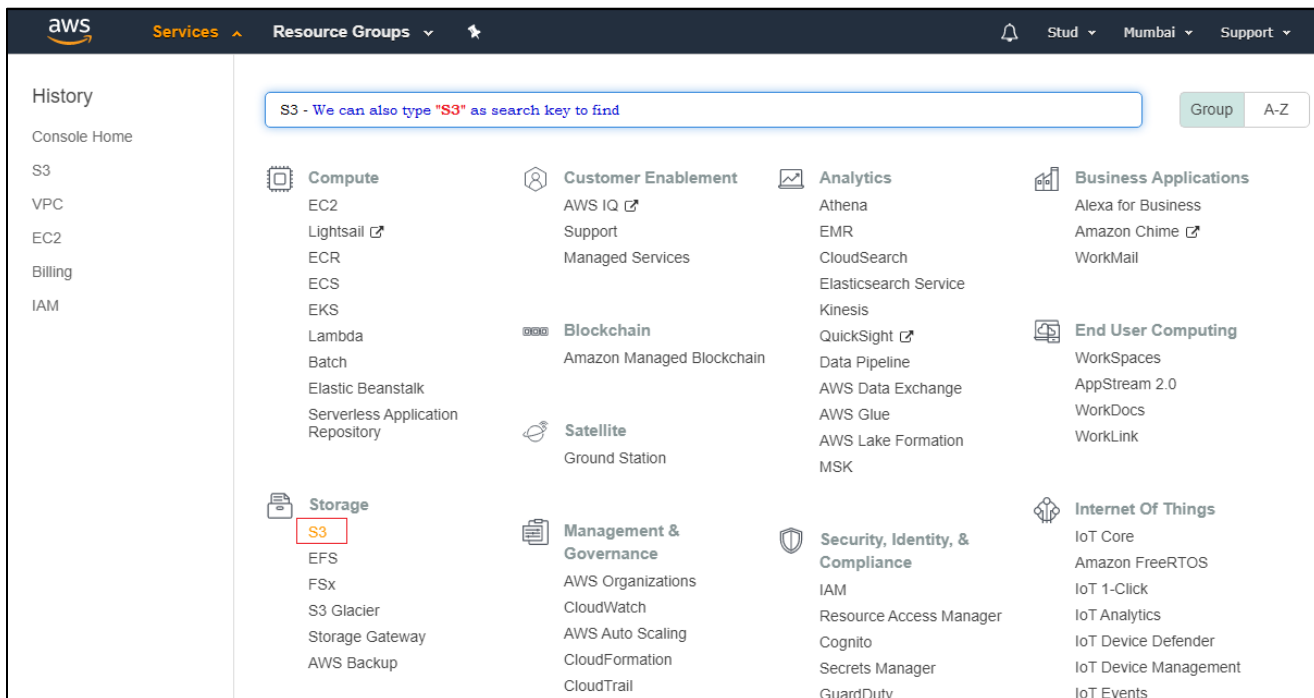 aws
Services
Resource Groups
Stud
Mumbai
Support
History
Console Home
S3
VPC
EC2
Billing
IAM
S3 - We can also type "S3" as search key to find
Group
A-Z
Compute
EC2
Lightsail
ECR
ECS
EKS
Lambda
Batch
Elastic Beanstalk
Serverless Application
Repository
Storage
S3
EFS
FSx
S3 Glacier
Storage Gateway
AWS Backup
Customer Enablement
AWS IQ
Support
Managed Services
Blockchain
Amazon Managed Blockchain
Satellite
Ground Station
Management &
Governance
AWS Organizations
CloudWatch
AWS Auto Scaling
CloudFormation
CloudTrail
Analytics
Athena
EMR
CloudSearch
Elasticsearch Service
Kinesis
QuickSight
Data Pipeline
AWS Data Exchange
AWS Glue
AWS Lake Formation
MSK
Security, Identity, &
Compliance
IAM
Resource Access Manager
Cognito
Secrets Manager
GuardDuty
Business Applications
Alexa for Business
Amazon Chime
WorkMail
End User Computing
WorkSpaces
AppStream 2.0
WorkDocs
WorkLink
Internet Of Things
IoT Core
Amazon FreeRTOS
IoT 1-Click
IoT Analytics
IoT Device Defender
IoT Device Management
IoT Events